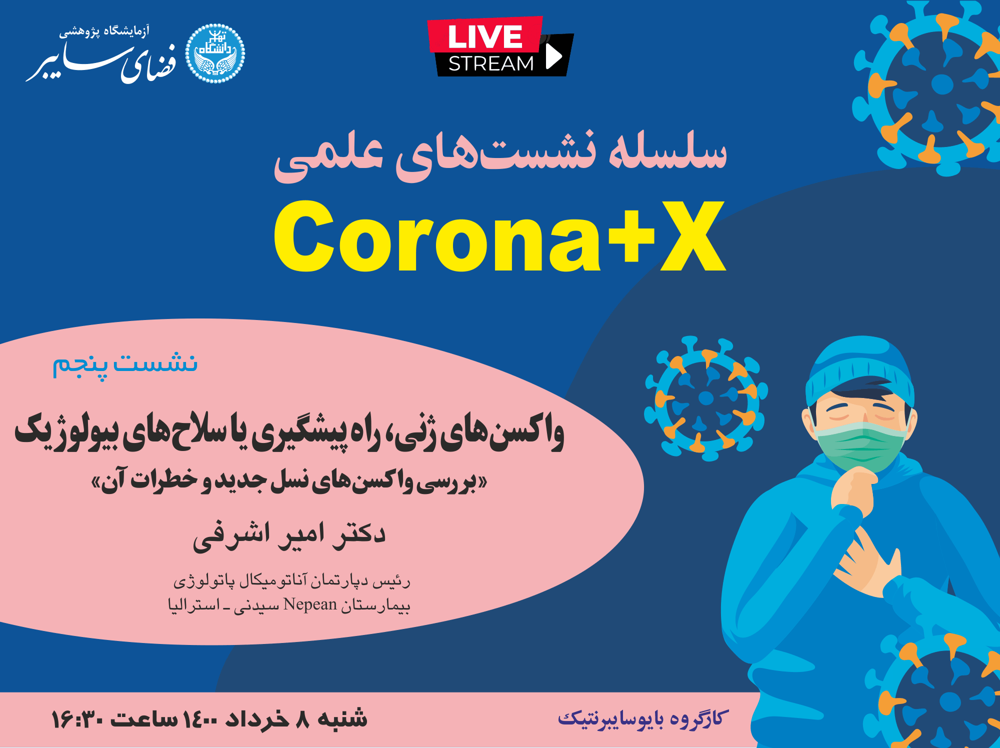 آزمایشگاه پژوهشی
فضای سایبر
دانشگاه تهران
LIVE
STREAM
سلسله نشست‌های علمی
Corona+X
نشست پنجم
واکسن‌های ژنی، راه پیشگیری یا سلاح‌های بیولوژیک
«بررسی واکسن‌های نسل جدید و خطرات آن»
دکتر امیر اشرفی
رئیس دپارتمان آناتومیکال پاتولوژی
بیمارستان Nepean سیدنی ـ استرالیا
کارگروه بایوسایبرنتیک
شنبه ۸ خرداد ۱۴۰۰ ساعت ۱۶:۳۰